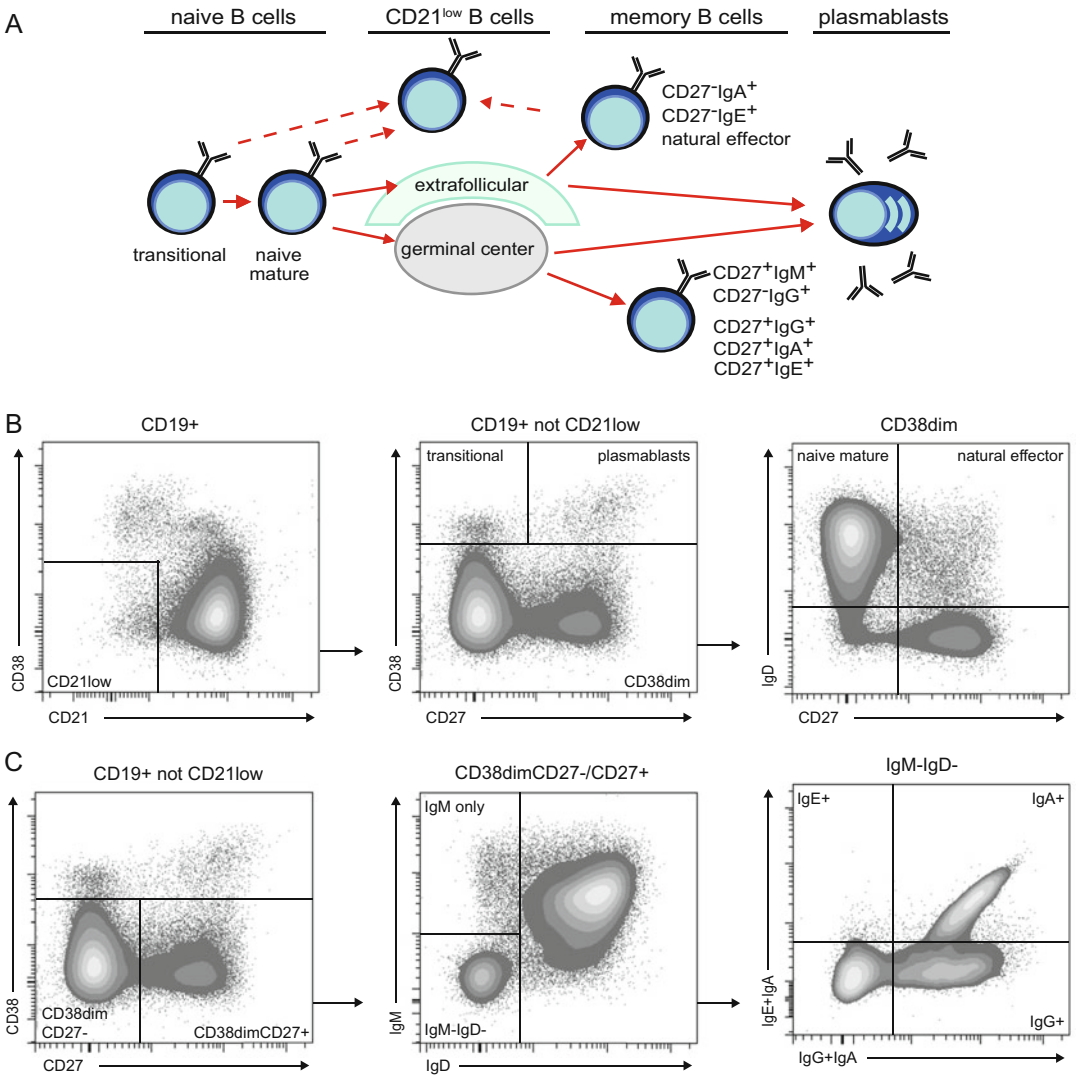 A
naive B cells
CD21low B cells
memory B cells
plasmablasts
CD27-IgA+
CD27-IgE+
natural effector
extrafollicular
germinal center
transitional
naive
mature
CD27+IgM+
CD27-IgG+
CD27+IgG+
CD27+IgA+
CD27+IgE+
B
CD19+
CD38
CD21low
CD21
CD19+ not CD21low
transitional
plasmablasts
CD38
CD38dim
CD27
CD38dim
naive mature
natural effector
IgD
CD27
C
CD19+ not CD21low
CD38
CD38dim
CD27-
CD38dimCD27+
CD27
CD38dimCD27-/CD27+
IgM only
IgM
IgM-IgD-
IgD
IgM-IgD-
IgE+
IgA+
IgE+IgA
IgG+
IgG+IgA